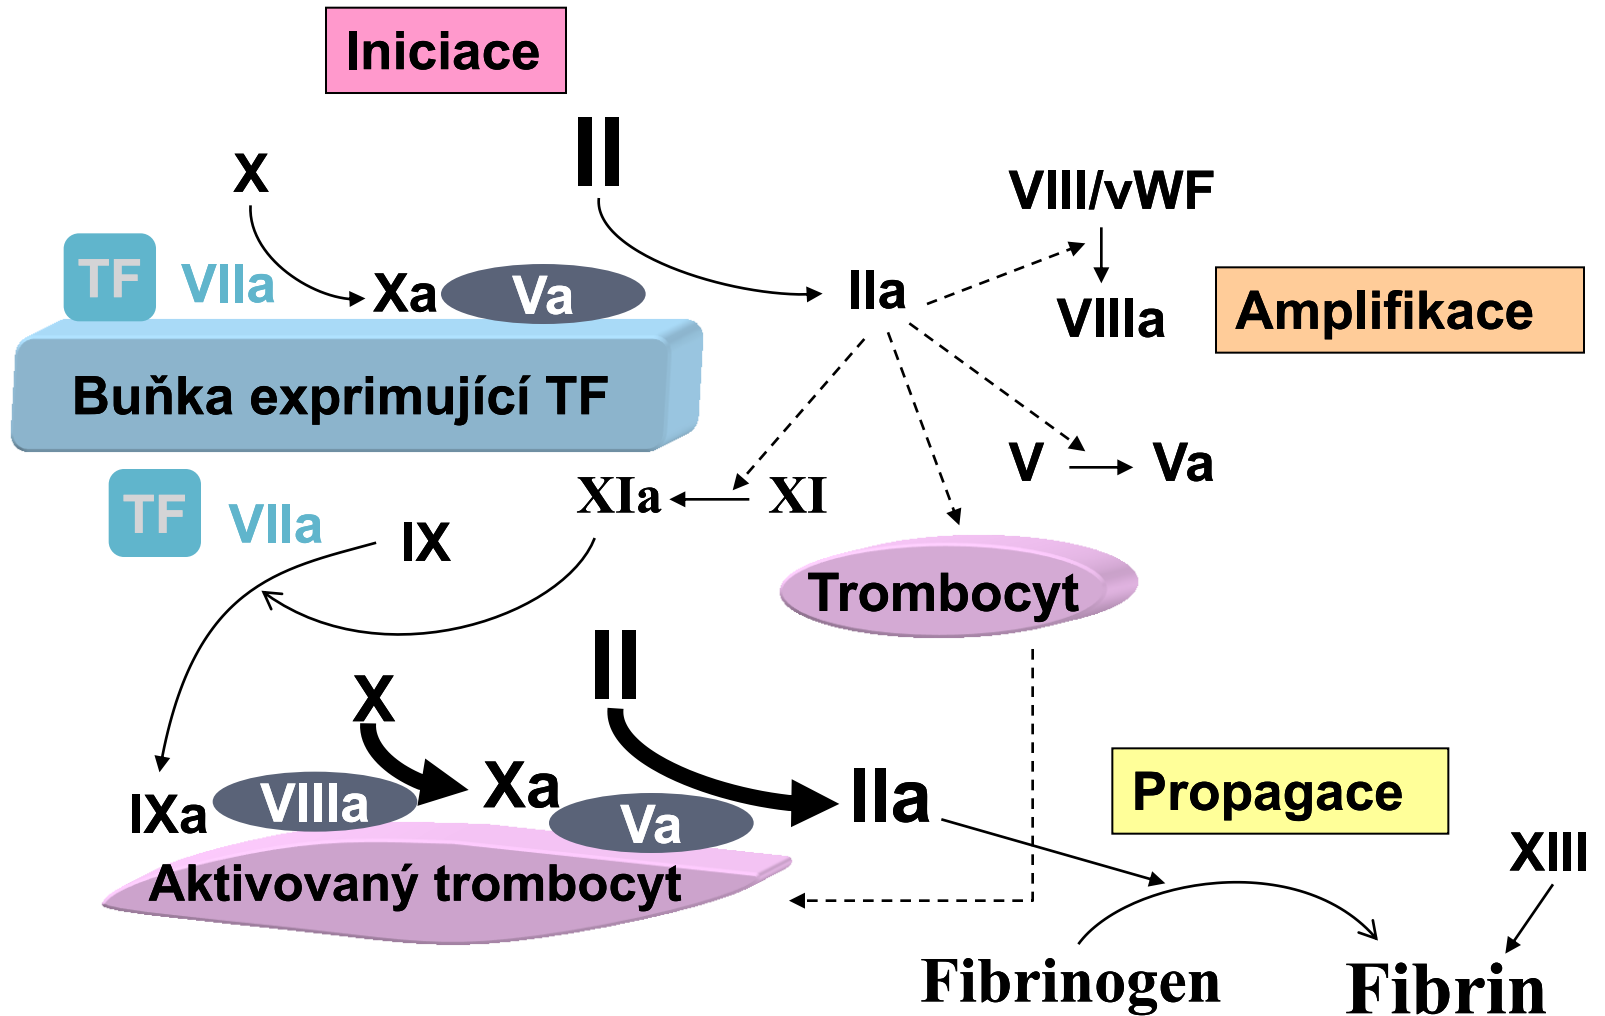 Iniciace
II
X
VIII/vWF
TF
VIIa
Xa
Va
IIa
VIIIa
Amplifikace
Buňka exprimující TF
V
Va
XIa
XI
TF
VIIa
IX
Trombocyt
II
X
Xa
IIa
Propagace
IXa
VIIIa
Va
XIII
Aktivovaný trombocyt
Fibrinogen
Fibrin